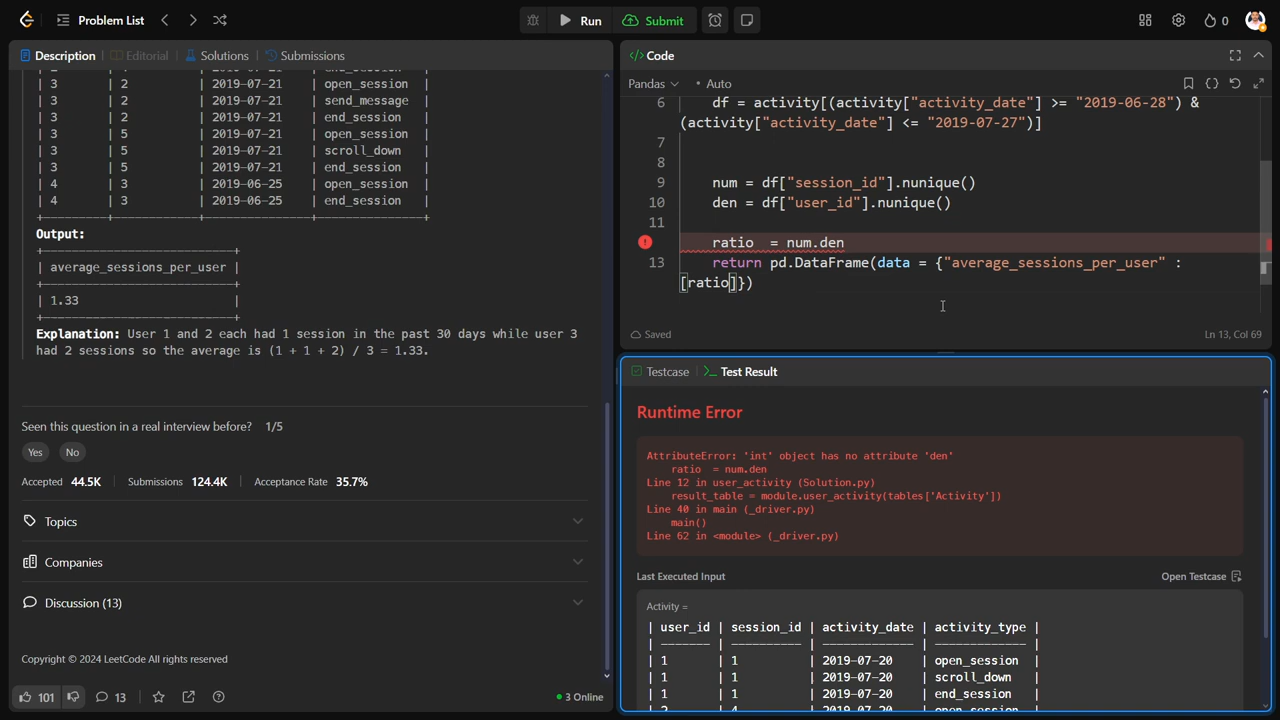 Problem List
Run
Submit
0
Description
Editorial
Solutions
Submissions
| 3 | 2 | 2019-07-21 | open_session |
| 3 | 2 | 2019-07-21 | send_message |
| 3 | 2 | 2019-07-21 | end_session |
| 3 | 5 | 2019-07-21 | open_session |
| 3 | 5 | 2019-07-21 | scroll_down |
| 3 | 5 | 2019-07-21 | end_session |
| 4 | 3 | 2019-06-25 | open_session |
| 4 | 3 | 2019-06-25 | end_session |
+---------+------------+---------------+---------------+
Output:
+---------------------------+
| average_sessions_per_user |
+---------------------------+
| 1.33 |
+---------------------------+
Explanation: User 1 and 2 each had 1 session in the past 30 days while user 3
had 2 sessions so the average is (1 + 1 + 2) / 3 = 1.33.
Seen this question in a real interview before? 1/5
Yes
No
Accepted 44.5K | Submissions 124.4K | Acceptance Rate 35.7%
Topics
Companies
Discussion (13)
Copyright © 2024 LeetCode All rights reserved
101
13
3 Online
</> Code
Pandas
• Auto
6 df = activity[(activity["activity_date"] >= "2019-06-28") &
(activity["activity_date"] <= "2019-07-27")]
7
8
9 num = df["session_id"].nunique()
10 den = df["user_id"].nunique()
11
ratio  = num.den
13 return pd.DataFrame(data = {"average_sessions_per_user" :
[ratio]})
Saved
Ln 13, Col 69
Testcase
Test Result
Runtime Error
AttributeError: 'int' object has no attribute 'den'
ratio  = num.den
Line 12 in user_activity (Solution.py)
result_table = module.user_activity(tables['Activity'])
Line 40 in main (_driver.py)
main()
Line 62 in <module> (_driver.py)
Last Executed Input
Open Testcase
Activity =
| user_id | session_id | activity_date | activity_type |
| ------- | ---------- | ------------- | ------------- |
| 1 | 1 | 2019-07-20 | open_session
| 1 | 1 | 2019-07-20 | scroll_down
| 1 | 1 | 2019-07-20 | end_session
| 2 | 4 | 2019-07-20 | open_session